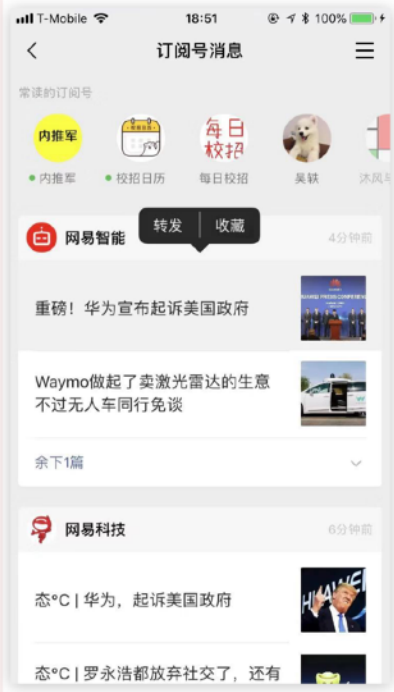 T-Mobile 18:51 100%
订阅号消息
常读的订阅号
内推军
每日
校招
内推军 校招日历 每日校招 吴轶 沐风
网易智能 4分钟前
转发 收藏
重磅！华为宣布起诉美国政府
Waymo做起了卖激光雷达的生意
不过无人车同行免谈
余下1篇
网易科技 6分钟前
态°C | 华为，起诉美国政府
HUAWEI
态°C | 罗永浩都放弃社交了，还有